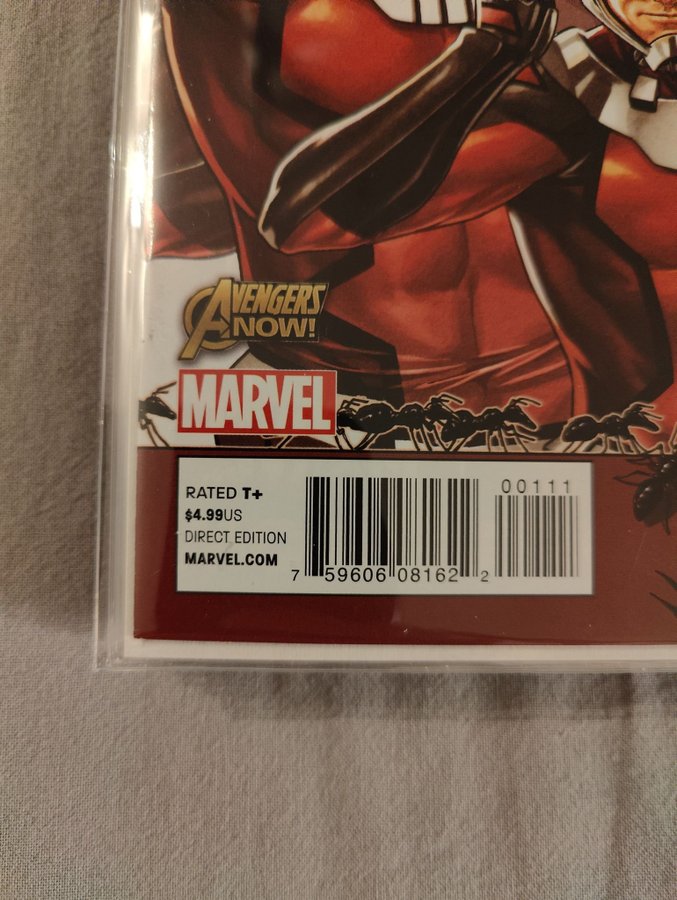 AVENGERS
NOW!
MARVEL
RATED T+
$4.99US
DIRECT EDITION
MARVEL.COM
00111
7 59606 08162 2